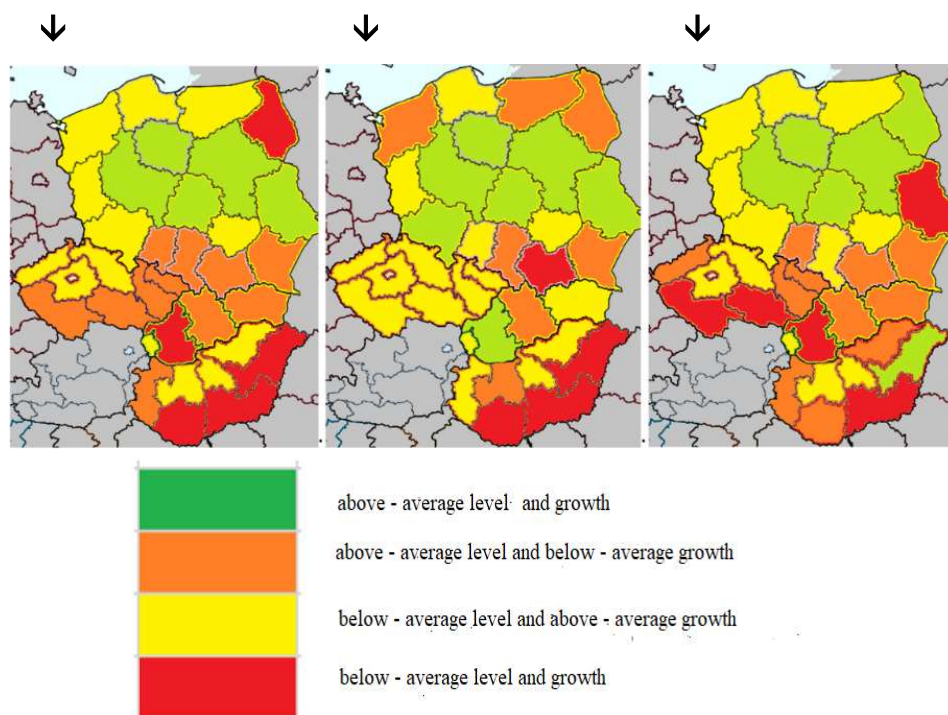 above - average level and growth
above - average level and below - average growth
below - average level and above - average growth
below - average level and growth